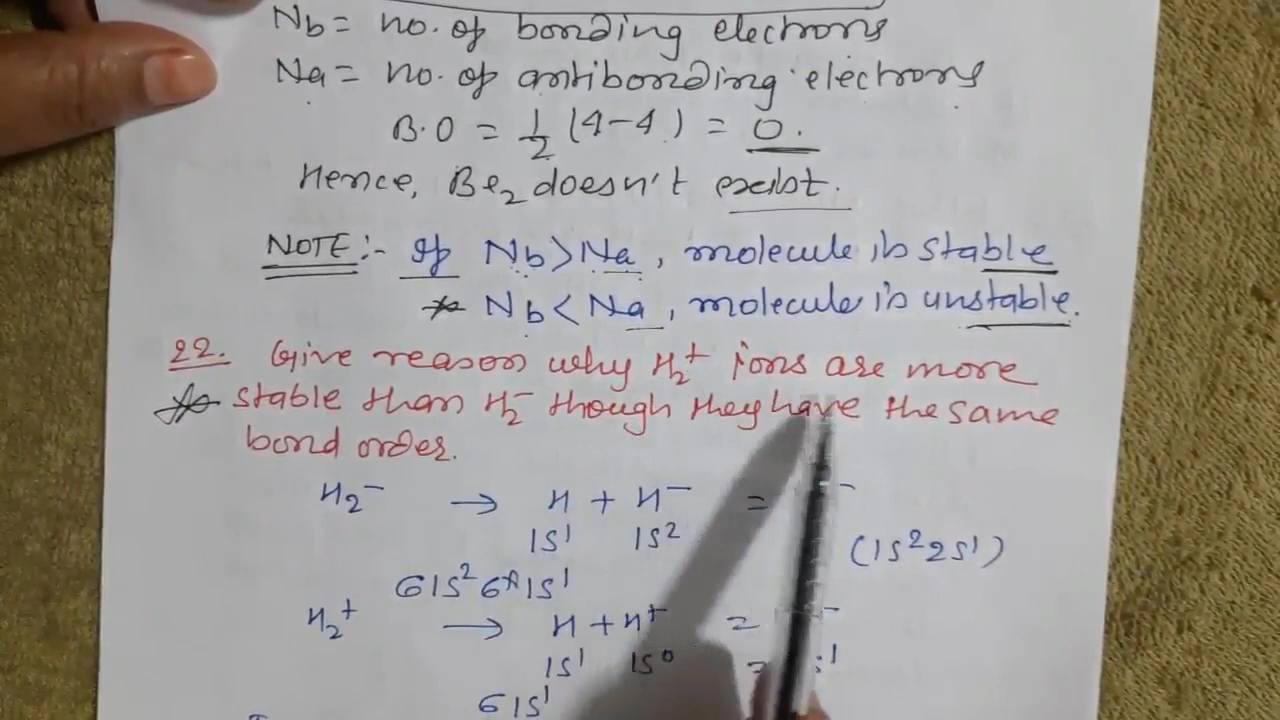 Nb = no. of bonding electrons
Na = no. of antibonding electrons
B.O = 1/2 (4-4) = 0.
Hence, Be2 doesn't exist.
NOTE:- If Nb>Na, molecule is stable
* Nb<Na, molecule is unstable.
22. Give reason why H2+ ions are more
stable than H2- though they have the same
bond order.
H2- → H + H- = -
1s1 1s2 (1s2 2s1)
σ1s2 σ*1s1
H2+ → H + H+ = -
1s1 1s0 =
σ1s1